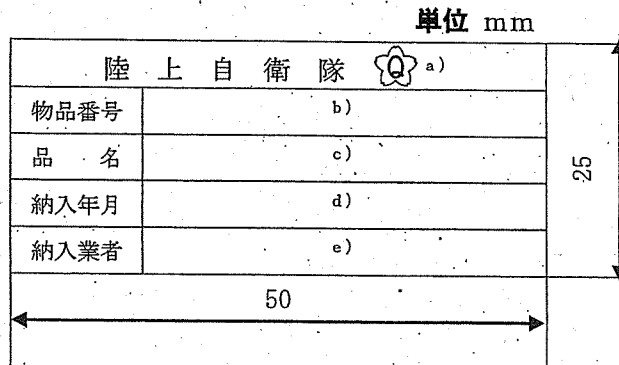 単位 mm
陸上自衛隊 Q a)
物品番号 b)
品名 c)
納入年月 d)
納入業者 e)
25
50